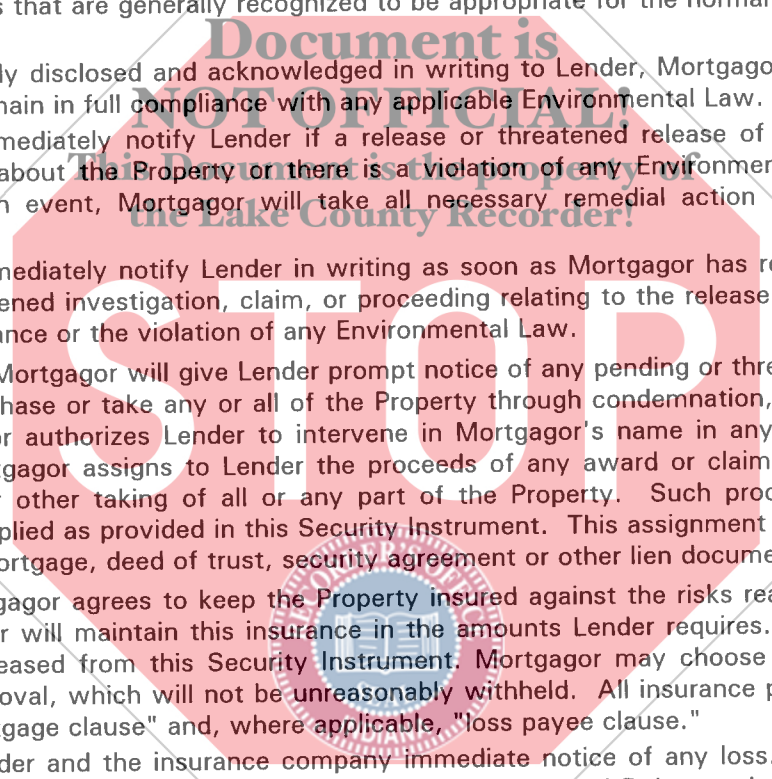 s that are generally recognized to be appropriate for the normal
Document is
ly disclosed and acknowledged in writing to Lender, Mortgago
NOT OFFICIAL!
nain in full compliance with any applicable Environmental Law.
mediately notify Lender if a release or threatened release of
This Document is the property of
about the Property or there is a violation of any Environmen
n event, Mortgagor will take all necessary remedial action
the Lake County Recorder!
mediately notify Lender in writing as soon as Mortgagor has re
ened investigation, claim, or proceeding relating to the release
ance or the violation of any Environmental Law.
STOP
Mortgagor will give Lender prompt notice of any pending or thre
hase or take any or all of the Property through condemnation,
or authorizes Lender to intervene in Mortgagor's name in any
tgagor assigns to Lender the proceeds of any award or claim
r other taking of all or any part of the Property. Such proc
plied as provided in this Security Instrument. This assignment
ortgage, deed of trust, security agreement or other lien docume
gagor agrees to keep the Property insured against the risks rea
r will maintain this insurance in the amounts Lender requires.
eased from this Security Instrument. Mortgagor may choose
oval, which will not be unreasonably withheld. All insurance p
tgage clause" and, where applicable, "loss payee clause."
der and the insurance company immediate notice of any loss.